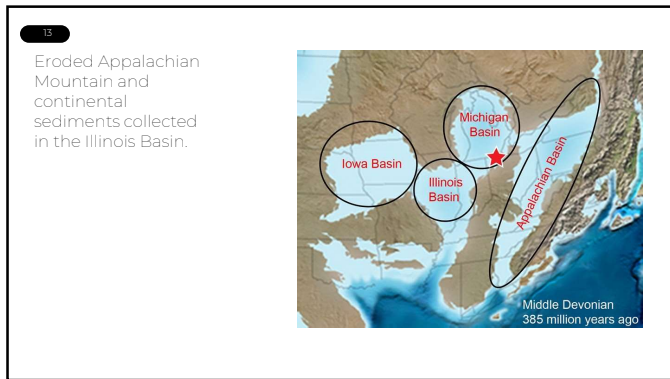 13
Eroded Appalachian
Mountain and
continental
sediments collected
in the Illinois Basin.
Michigan
Basin
Iowa Basin
Illinois
Basin
Appalachian Basin
Middle Devonian
385 million years ago